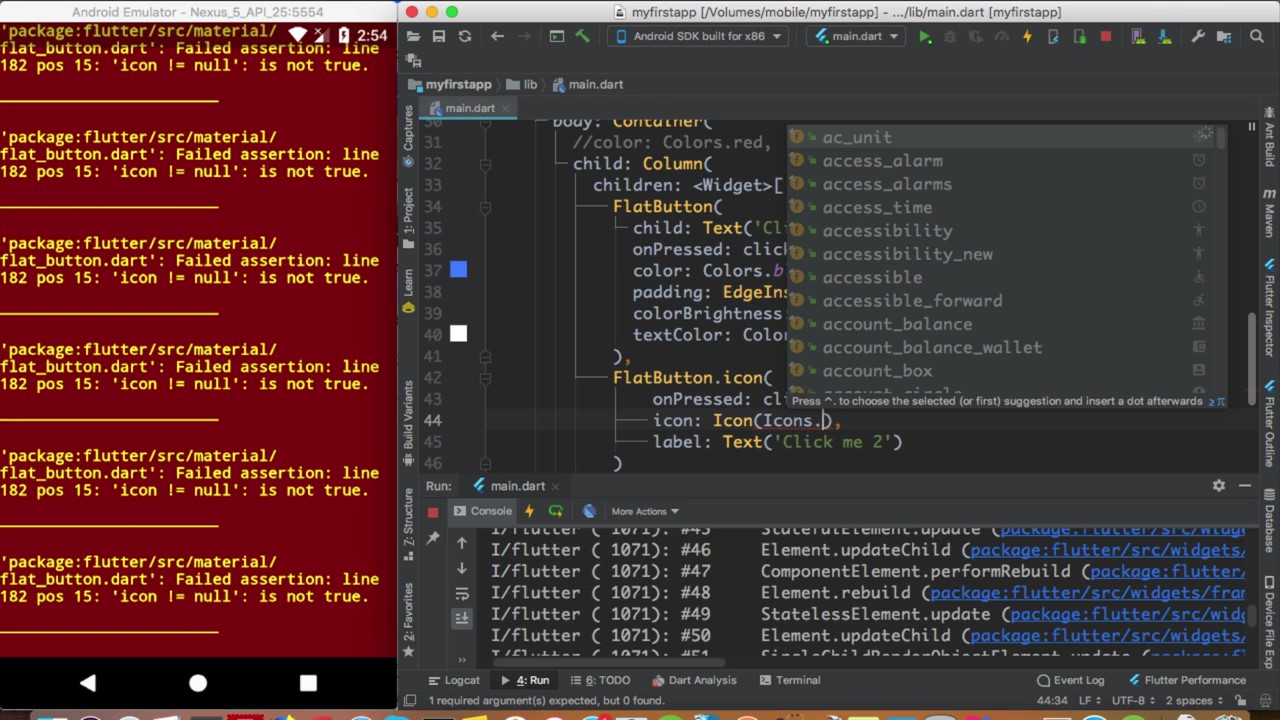 Android Emulator - Nexus_5_API_25:5554
'package:flutter/src/material/
flat_button.dart': Failed assertion: line
182 pos 15: 'icon != null': is not true.
2:54
'package:flutter/src/material/
flat_button.dart': Failed assertion: line
182 pos 15: 'icon != null': is not true.
'package:flutter/src/material/
flat_button.dart': Failed assertion: line
182 pos 15: 'icon != null': is not true.
'package:flutter/src/material/
flat_button.dart': Failed assertion: line
182 pos 15: 'icon != null': is not true.
'package:flutter/src/material/
flat_button.dart': Failed assertion: line
182 pos 15: 'icon != null': is not true.
'package:flutter/src/material/
flat_button.dart': Failed assertion: line
182 pos 15: 'icon != null': is not true.
myfirstapp [/Volumes/mobile/myfirstapp] - .../lib/main.dart [myfirstapp]
Android SDK built for x86
main.dart
myfirstapp
lib
main.dart
main.dart
Captures
1: Project
Learn
Build Variants
Z: Structure
2: Favorites
30 body: Container(
31 //color: Colors.red,
32 child: Column(
33 children: <Widget>[
34 FlatButton(
35 child: Text('Cl
36 onPressed: clic
37 color: Colors.b
38 padding: EdgeIns
39 colorBrightness
40 textColor: Colo
41 ),
42 FlatButton.icon(
43 onPressed: cl
44 icon: Icon(Icons.),
45 label: Text('Click me 2')
46 )
ac_unit
access_alarm
access_alarms
access_time
accessibility
accessibility_new
accessible
accessible_forward
account_balance
account_balance_wallet
account_box
account_circle
Press ^. to choose the selected (or first) suggestion and insert a dot afterwards ≥ π
Ant Build
Maven
Flutter Inspector
Flutter Outline
Database
Device File Exp
Run: main.dart
Console
More Actions
I/flutter ( 1071): #45 StatefulElement.update (package:flutter/src/widge
I/flutter ( 1071): #46 Element.updateChild (package:flutter/src/widgets/
I/flutter ( 1071): #47 ComponentElement.performRebuild (package:flutter/
I/flutter ( 1071): #48 Element.rebuild (package:flutter/src/widgets/fram
I/flutter ( 1071): #49 StatelessElement.update (package:flutter/src/widg
I/flutter ( 1071): #50 Element.updateChild (package:flutter/src/widgets/
I/flutter ( 1071): #51 SingleChildRenderObjectElement.update (package:fl
Logcat
4: Run
6: TODO
Dart Analysis
Terminal
Event Log
Flutter Performance
1 required argument(s) expected, but 0 found.
44:34
LF
UTF-8
2 spaces